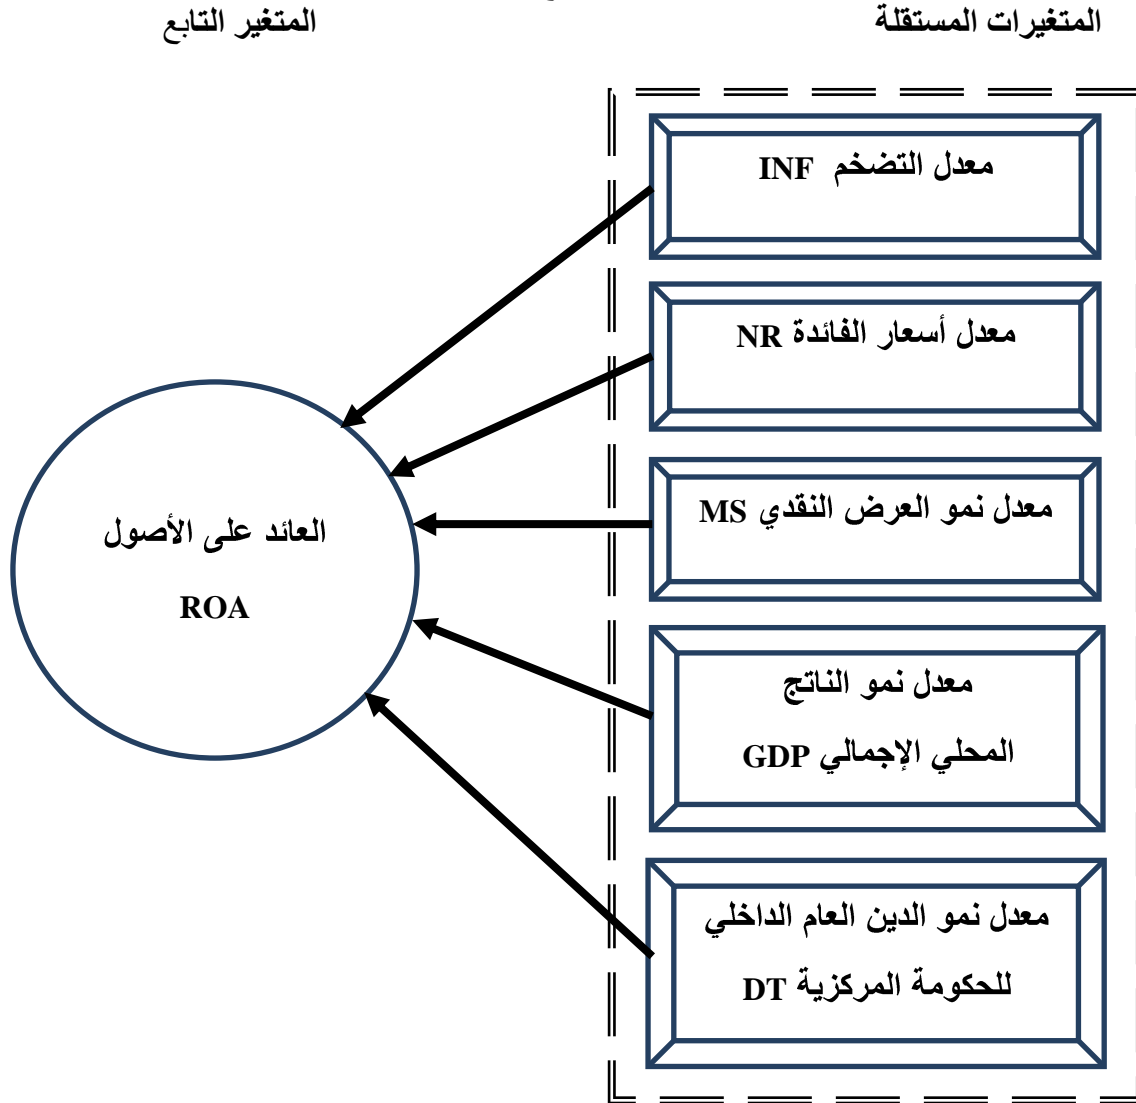 المتغيرات المستقلة
المتغير التابع
معدل التضخم INF
معدل أسعار الفائدة NR
معدل نمو العرض النقدي MS
معدل نمو الناتج
المحلي الإجمالي GDP
معدل نمو الدين العام الداخلي
للحكومة المركزية DT
العائد على الأصول
ROA